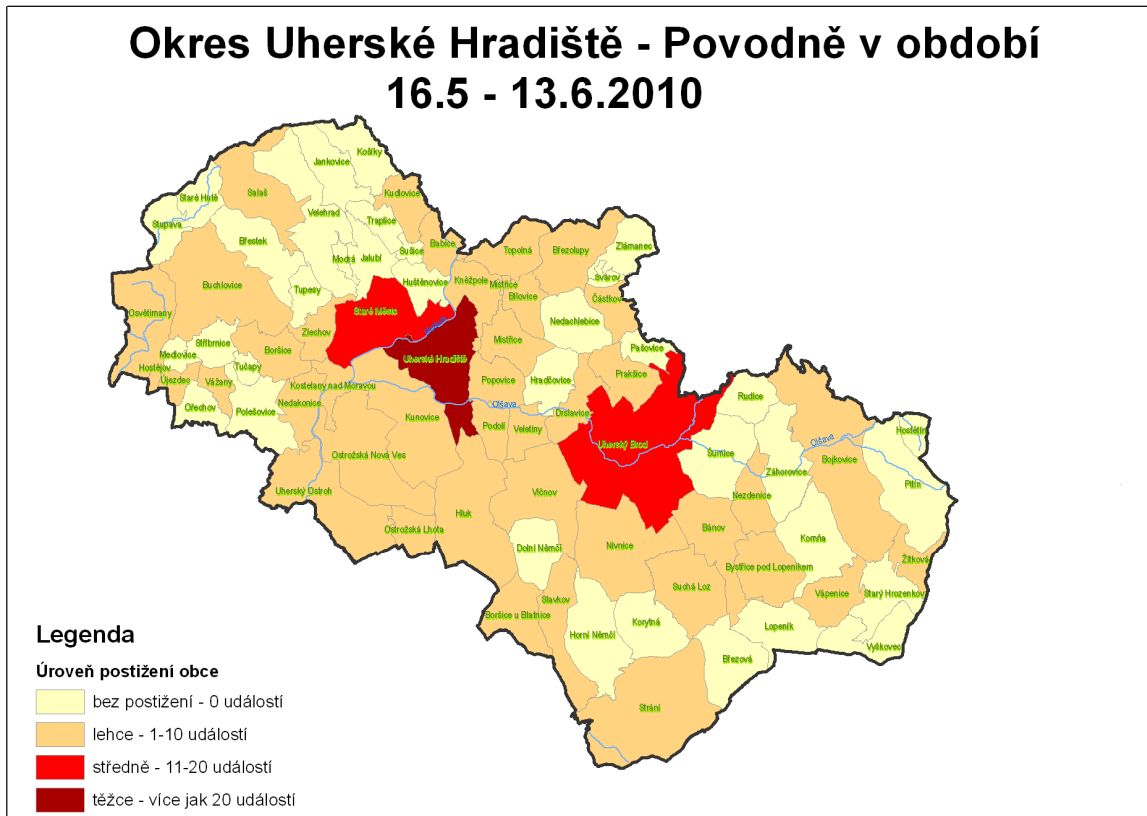 Okres Uherské Hradiště - Povodně v období
16.5 - 13.6.2010
Košíky
Jankovice
Salaš
Kudlovice
Staré Hutě
Stupava
Velehrad
Traplice
Břestek
Sušice
Babice
Topolná
Březolupy
Zlámanec
Modrá
Jalubí
Svárov
Buchlovice
Tupesy
Huštěnovice
Kněžpole
Mistřice
Bílovice
Částkov
Osvětimany
Staré Město
Morava
Nedachlebice
Zlechov
Stříbrnice
Mistřice
Pašovice
Medlovice
Boršice
Uherské Hradiště
Hostějov
Tučapy
Prakšice
Újezdec
Vážany
Kostelany nad Moravou
Popovice
Hradčovice
Rudice
Ořechov
Polešovice
Nedakonice
Olšava
Drslavice
Kunovice
Podolí
Veletiny
Hostětín
Olšava
Uherský Brod
Šumice
Bojkovice
Ostrožská Nová Ves
Záhorovice
Pitín
Uherský Ostroh
Vlčnov
Nezdenice
Hluk
Bánov
Ostrožská Lhota
Komňa
Dolní Němčí
Nivnice
Žítková
Bystřice pod Lopeníkem
Suchá Loz
Vápenice
Starý Hrozenkov
Slavkov
Boršice u Blatnice
Korytná
Lopeník
Horní Němčí
Vyškovec
Březová
Strání
Legenda
Úroveň postižení obce
bez postižení - 0 událostí
lehce - 1-10 událostí
středně - 11-20 událostí
těžce - více jak 20 událostí